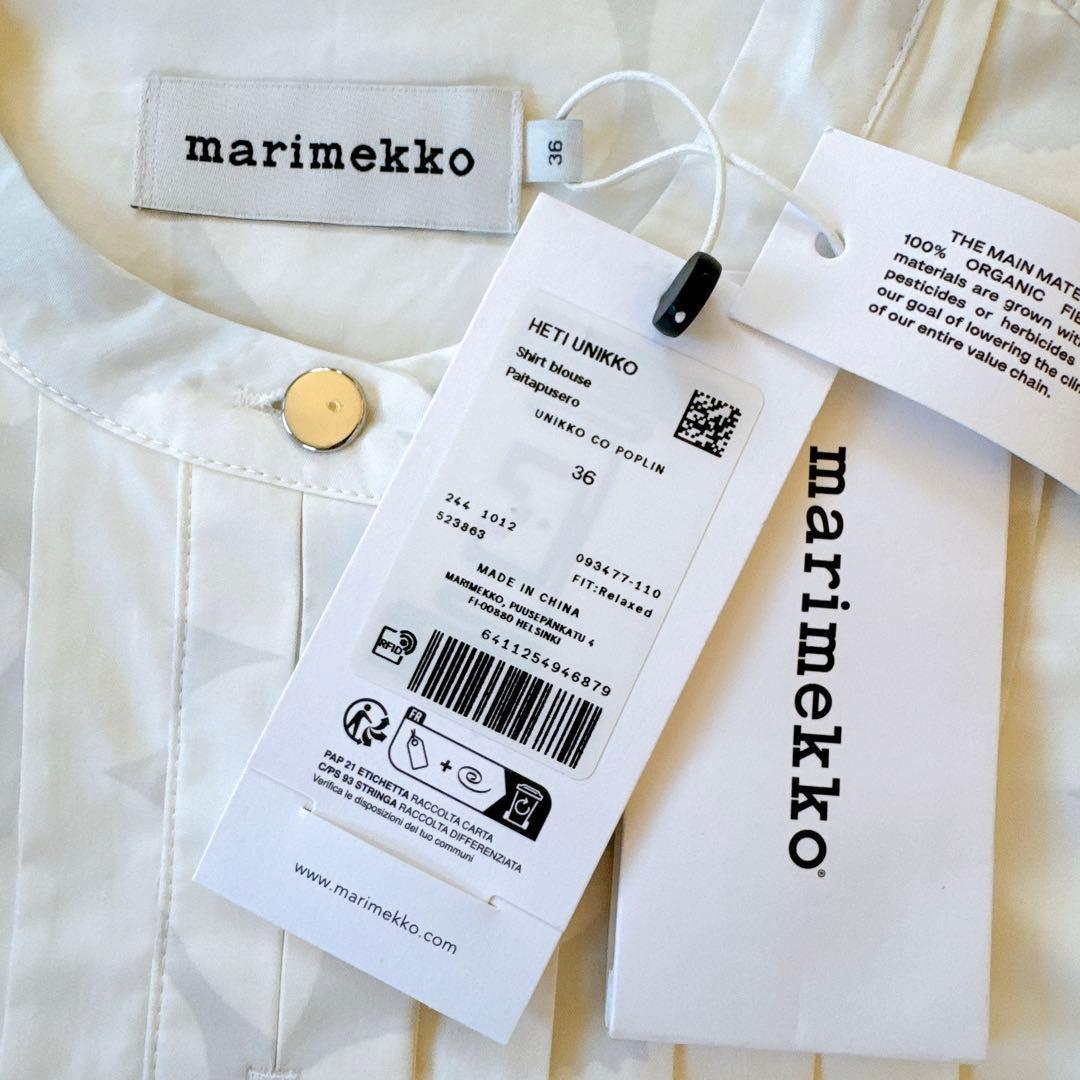 marimekko
36
HETI UNIKKO
Shirt blouse
Paitapusero
UNIKKO CO POPLIN
36
244 1012
523863
093477-110
FIT:Relaxed
MADE IN CHINA
MARIMEKKO, PUUSEPÄNKATU 4
FI-00880 HELSINKI
6411254946879
RFID
FR
PAP 21 ETICHETTA RACCOLTA CARTA
C/PS 93 STRINGA RACCOLTA DIFFERENZIATA
Verifica le disposizioni del tuo communi
www.marimekko.com
THE MAIN MATE
100% ORGANIC FIB
materials are grown with
pesticides or herbicides
our goal of lowering the clim
of our entire value chain.
marimekko®